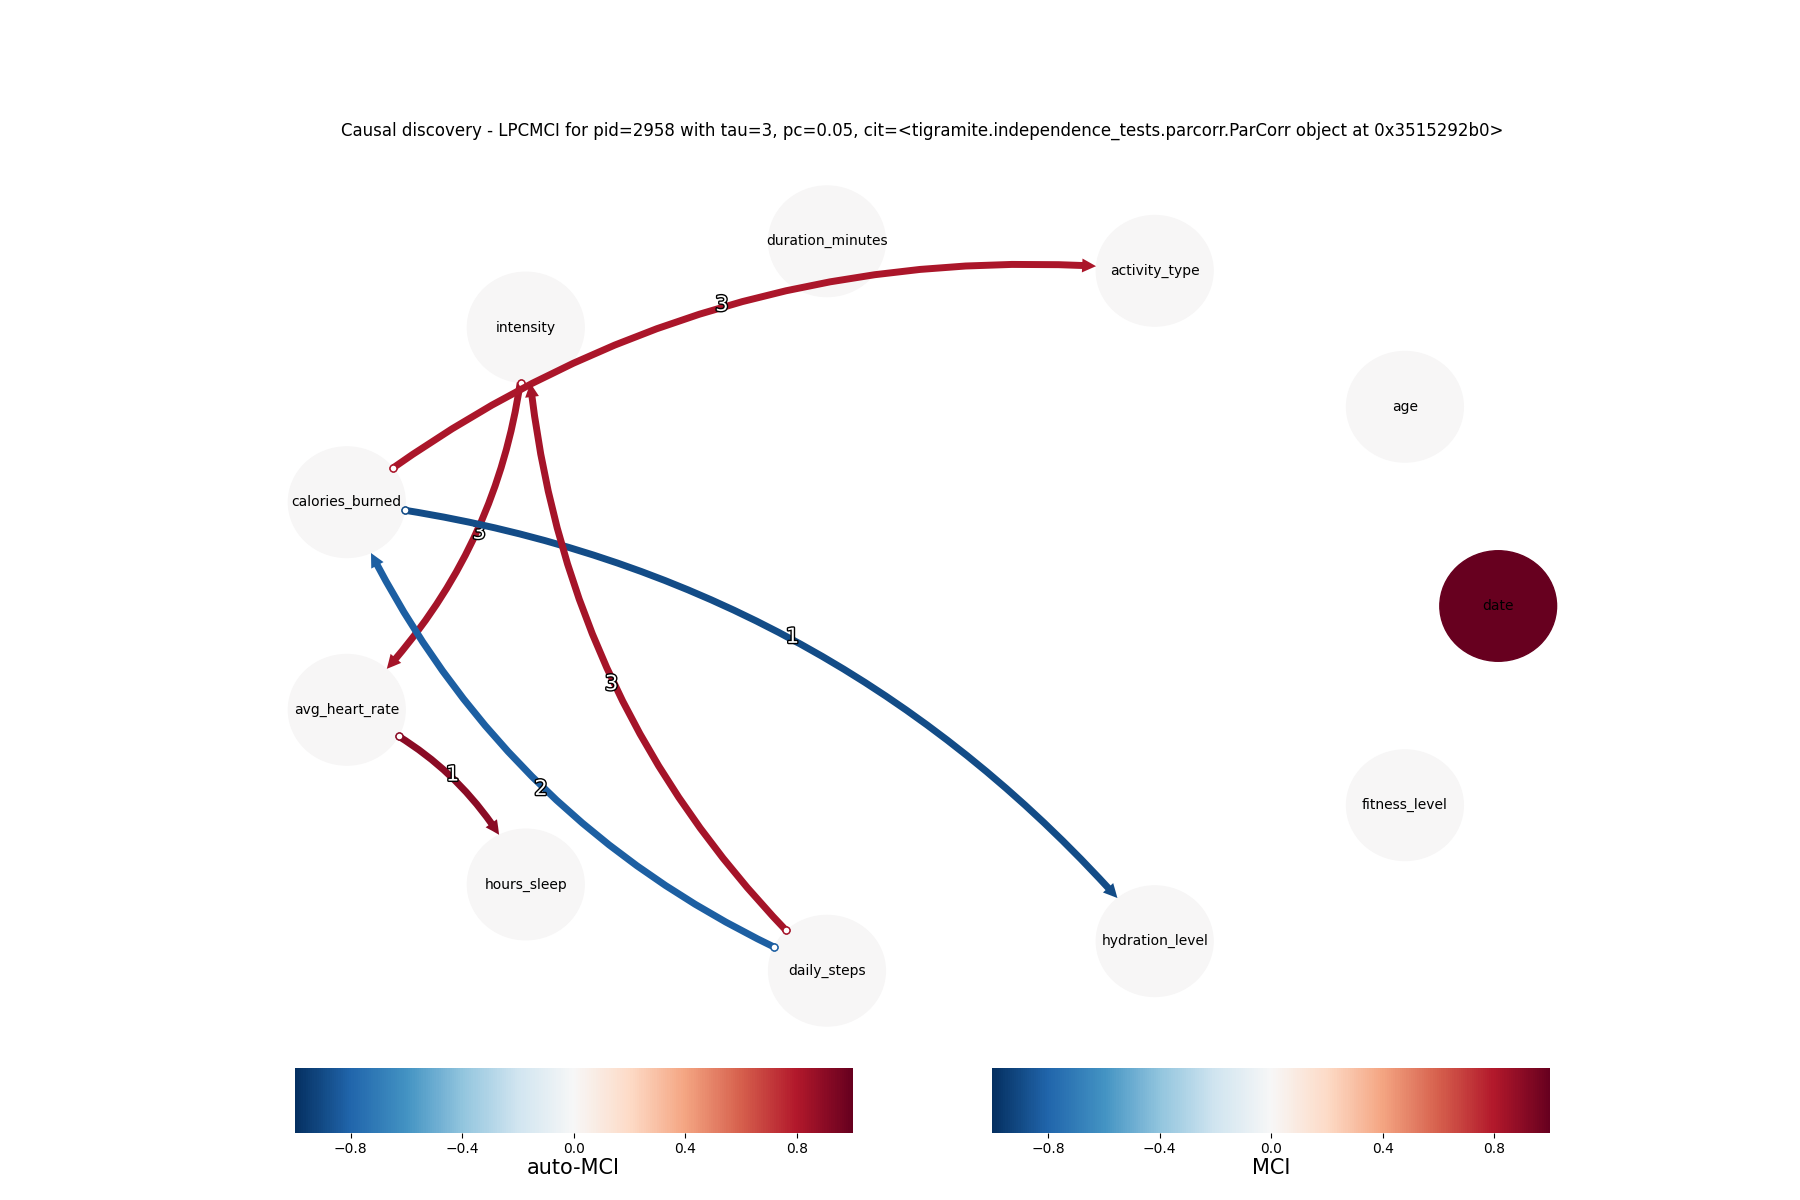 Causal discovery - LPCMCI for pid=2958 with tau=3, pc=0.05, cit=<tigramite.independence_tests.parcorr.ParCorr object at 0x3515292b0>
duration_minutes
activity_type
3
intensity
age
calories_burned
3
date
1
3
avg_heart_rate
1
2
fitness_level
hours_sleep
hydration_level
daily_steps
−0.8 −0.4 0.0 0.4 0.8
auto-MCI
−0.8 −0.4 0.0 0.4 0.8
MCI